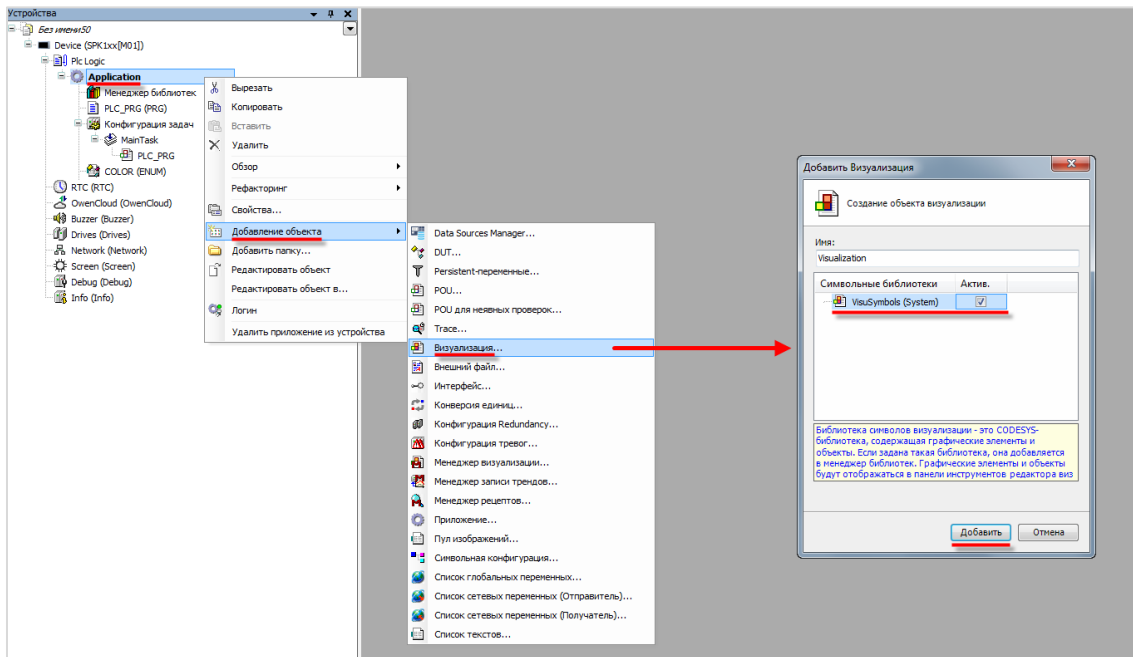 Устройства
Без имени50
Device (SPK1xx[M01])
Plc Logic
Application
Менеджер библиотек
PLC_PRG (PRG)
Конфигурация задач
MainTask
PLC_PRG
COLOR (ENUM)
RTC (RTC)
OwenCloud (OwenCloud)
Buzzer (Buzzer)
Drives (Drives)
Network (Network)
Screen (Screen)
Debug (Debug)
Info (Info)
Вырезать
Копировать
Вставить
Удалить
Обзор
Рефакторинг
Свойства...
Добавление объекта
Добавить папку...
Редактировать объект
Редактировать объект в...
Логин
Удалить приложение из устройства
Data Sources Manager...
DUT...
Persistent-переменные...
POU...
POU для неявных проверок...
Trace...
Визуализация...
Внешний файл...
Интерфейс...
Конверсия единиц...
Конфигурация Redundancy...
Конфигурация тревог...
Менеджер визуализации...
Менеджер записи трендов...
Менеджер рецептов...
Приложение...
Пул изображений...
Символьная конфигурация...
Список глобальных переменных...
Список сетевых переменных (Отправитель)...
Список сетевых переменных (Получатель)...
Список текстов...
Добавить Визуализация
Создание объекта визуализации
Имя:
Visualization
Символьные библиотеки Актив.
VisuSymbols (System)
Библиотека символов визуализации - это CODESYS-
библиотека, содержащая графические элементы и
объекты. Если задана такая библиотека, она добавляется
в менеджер библиотек. Графические элементы и объекты
будут отображаться в панели инструментов редактора виз
Добавить Отмена